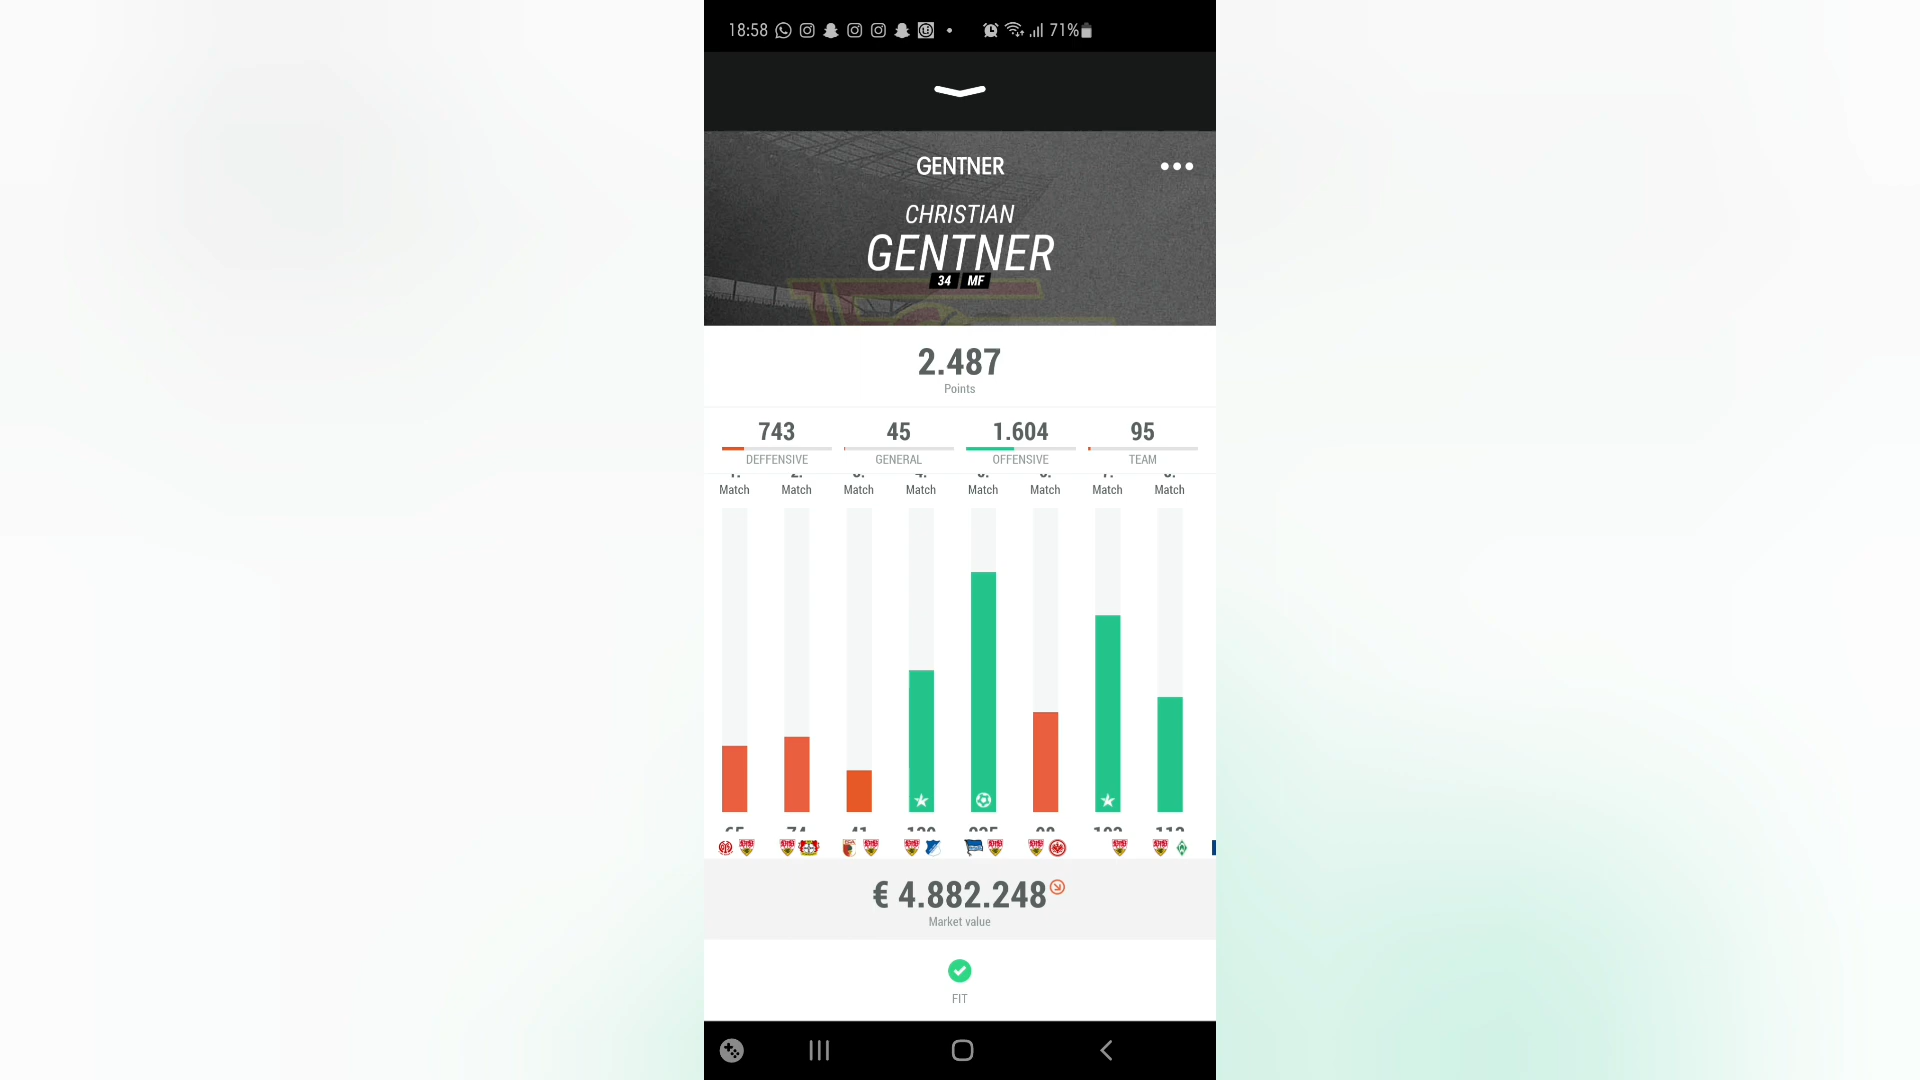 18:58 71%
GENTNER
CHRISTIAN
GENTNER
34 MF
2.487
Points
743 45 1.604 95
DEFFENSIVE GENERAL OFFENSIVE TEAM
Match Match Match Match Match Match Match Match
€ 4.882.248
Market value
FIT